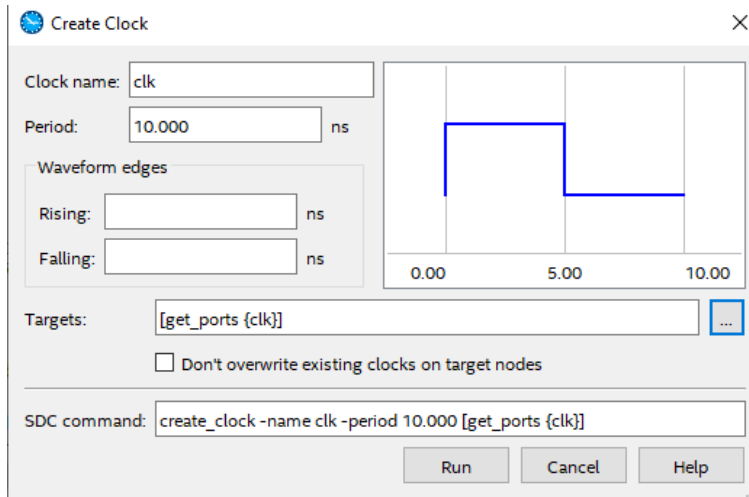 Create Clock
Clock name: clk
Period: 10.000 ns
Waveform edges
Rising: ns
Falling: ns
0.00 5.00 10.00
Targets: [get_ports {clk}] ...
Don't overwrite existing clocks on target nodes
SDC command: create_clock -name clk -period 10.000 [get_ports {clk}]
Run Cancel Help